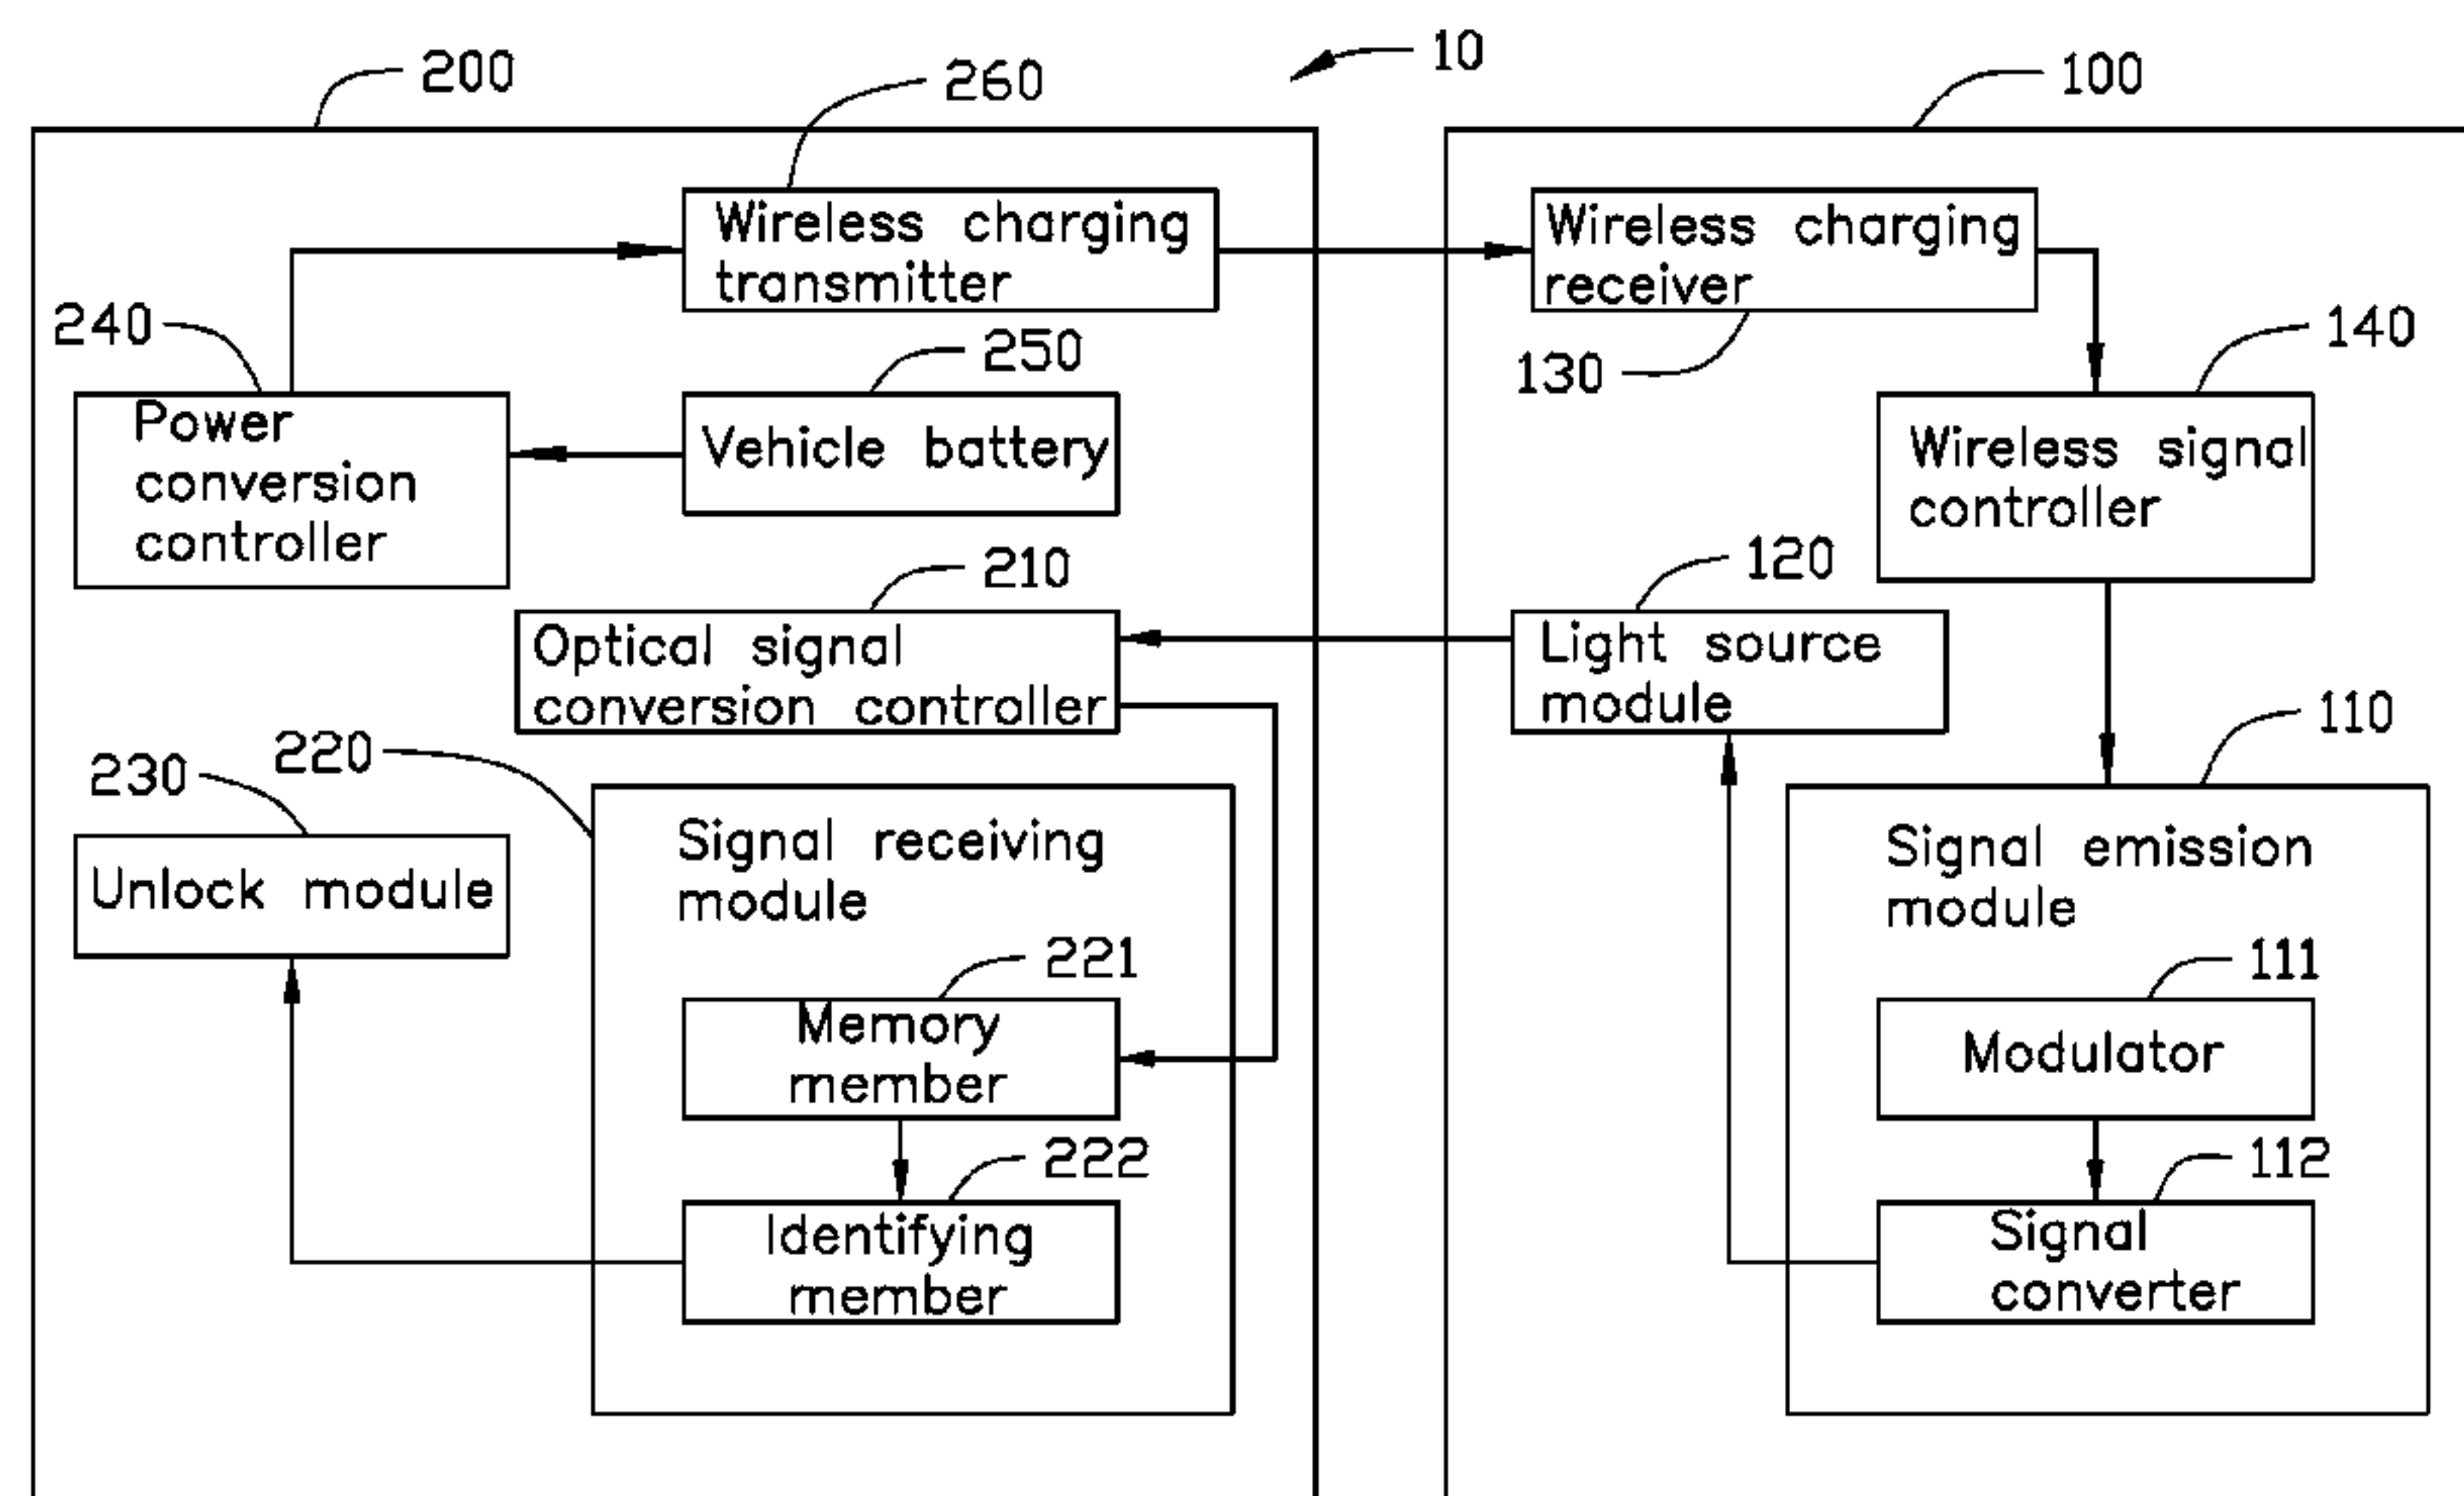 200
260
10
100
Wireless charging
transmitter
Wireless charging
receiver
240
250
130
140
Power
conversion
controller
Vehicle battery
Wireless signal
controller
210
120
Optical signal
conversion controller
Light source
module
110
220
230
Signal receiving
module
Signal emission
module
Unlock module
221
111
Memory
member
Modulator
222
112
Identifying
member
Signal
converter